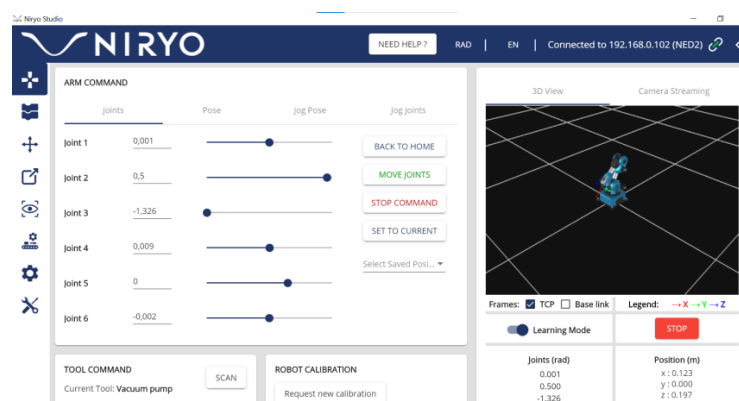 Niryo Studio
NIRYO
NEED HELP ?
RAD
EN
Connected to 192.168.0.102 (NED2)
ARM COMMAND
Joints
Pose
Jog Pose
Jog Joints
Joint 1
0,001
Joint 2
0,5
Joint 3
-1,326
Joint 4
0,009
Joint 5
0
Joint 6
-0,002
BACK TO HOME
MOVE JOINTS
STOP COMMAND
SET TO CURRENT
Select Saved Posi...
3D View
Camera Streaming
Frames:
TCP
Base link
Legend:
→X →Y →Z
Learning Mode
STOP
Joints (rad)
0.001
0.500
-1.326
Position (m)
x : 0.123
y : 0.000
z : 0.197
TOOL COMMAND
Current Tool: Vacuum pump
SCAN
ROBOT CALIBRATION
Request new calibration